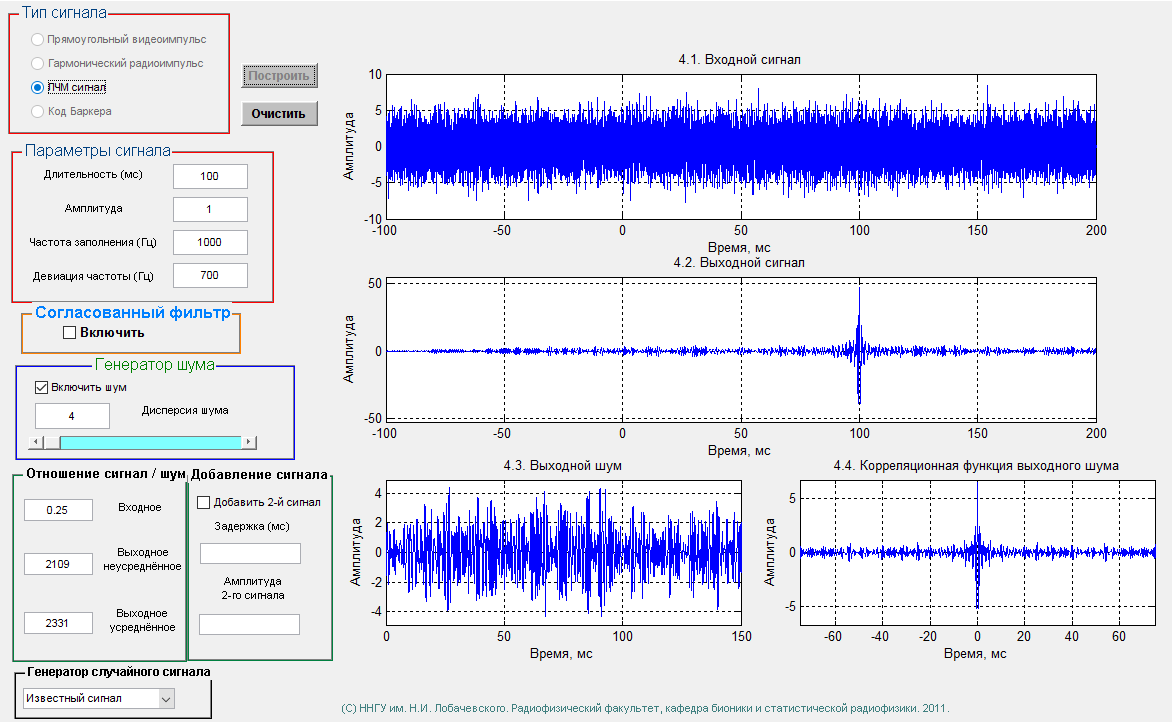 Тип сигнала
Прямоугольный видеоимпульс
Гармонический радиоимпульс
ЛЧМ сигнал
Код Баркера
Построить
Очистить
Параметры сигнала
Длительность (мс)
100
Амплитуда
1
Частота заполнения (Гц)
1000
Девиация частоты (Гц)
700
Согласованный фильтр
Включить
Генератор шума
Включить шум
4
Дисперсия шума
Отношение сигнал / шум
0.25
Входное
2109
Выходное
неусреднённое
2331
Выходное
усреднённое
Добавление сигнала
Добавить 2-й сигнал
Задержка (мс)
Амплитуда
2-го сигнала
Генератор случайного сигнала
Известный сигнал
4.1. Входной сигнал
Амплитуда
10
5
0
-5
-10
-100 -50 0 50 100 150 200
Время, мс
4.2. Выходной сигнал
Амплитуда
50
0
-50
-100 -50 0 50 100 150 200
Время, мс
4.3. Выходной шум
Амплитуда
4
2
0
-2
-4
0 50 100 150
Время, мс
4.4. Корреляционная функция выходного шума
Амплитуда
5
0
-5
-60 -40 -20 0 20 40 60
Время, мс
(С) ННГУ им. Н.И. Лобачевского. Радиофизический факультет, кафедра бионики и статистической радиофизики. 2011.